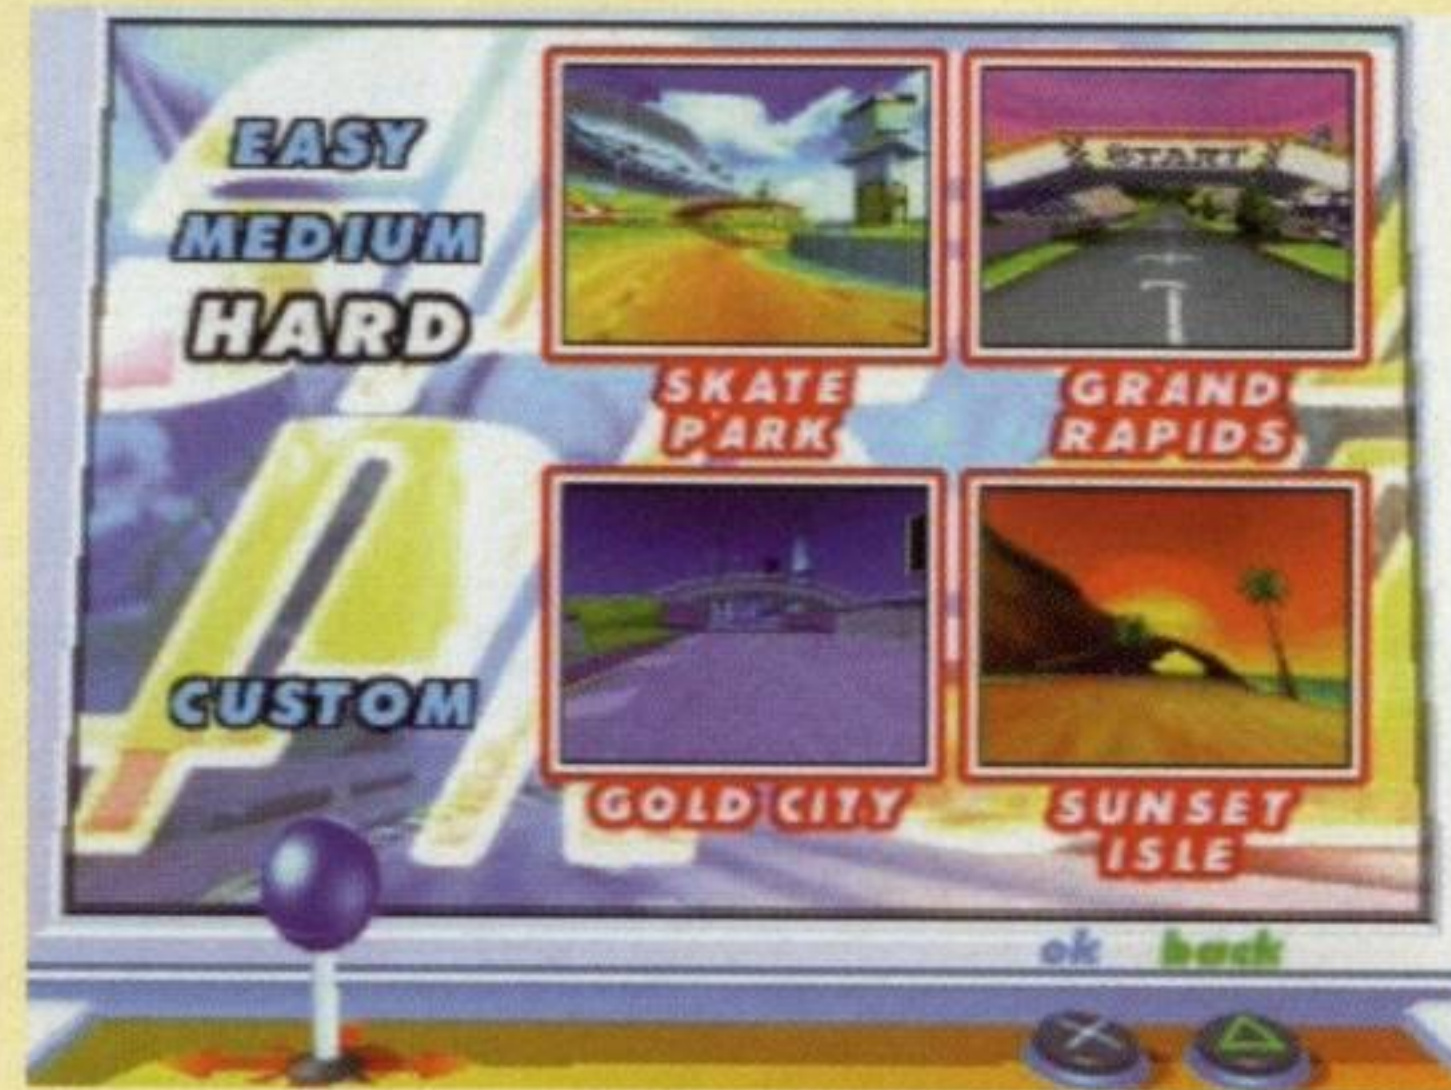 EASY
MEDIUM
HARD
CUSTOM
START
SKATE
PARK
GRAND
RAPIDS
GOLD CITY
SUNSET
ISLE
ok back